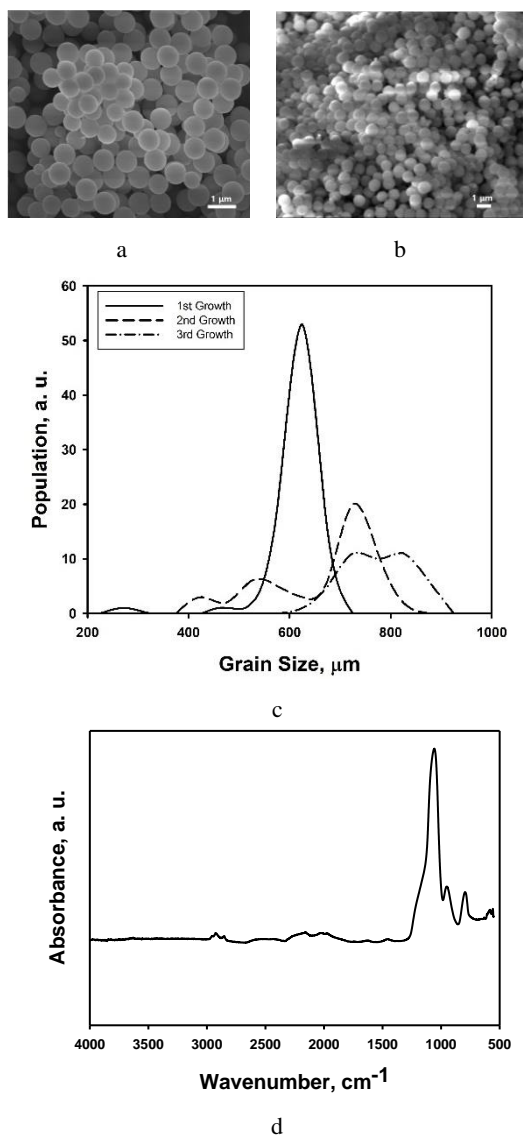 1 µm
1 µm
a
b
60
50
40
30
20
10
0
Population, a. u.
1st Growth
2nd Growth
3rd Growth
200 400 600 800 1000
Grain Size, µm
c
Absorbance, a. u.
4000 3500 3000 2500 2000 1500 1000 500
Wavenumber, cm-1
d